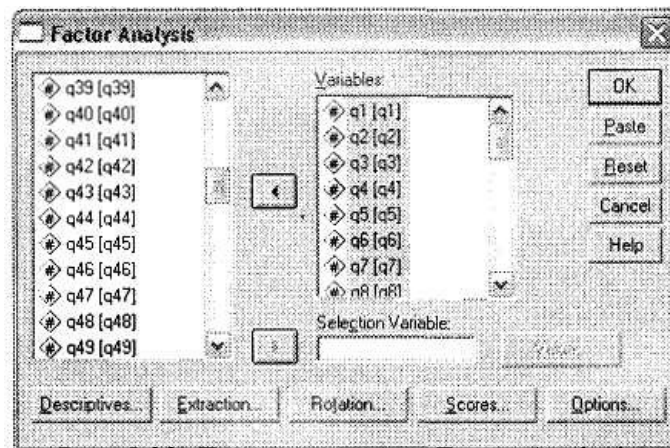 Factor Analysis
q39 [q39]
q40 [q40]
q41 [q41]
q42 [q42]
q43 [q43]
q44 [q44]
q45 [q45]
q46 [q46]
q47 [q47]
q48 [q48]
q49 [q49]
Variables:
q1 [q1]
q2 [q2]
q3 [q3]
q4 [q4]
q5 [q5]
q6 [q6]
q7 [q7]
q8 [q8]
Selection Variable:
OK
Paste
Reset
Cancel
Help
Descriptives... Extraction... Rotation... Scores... Options...